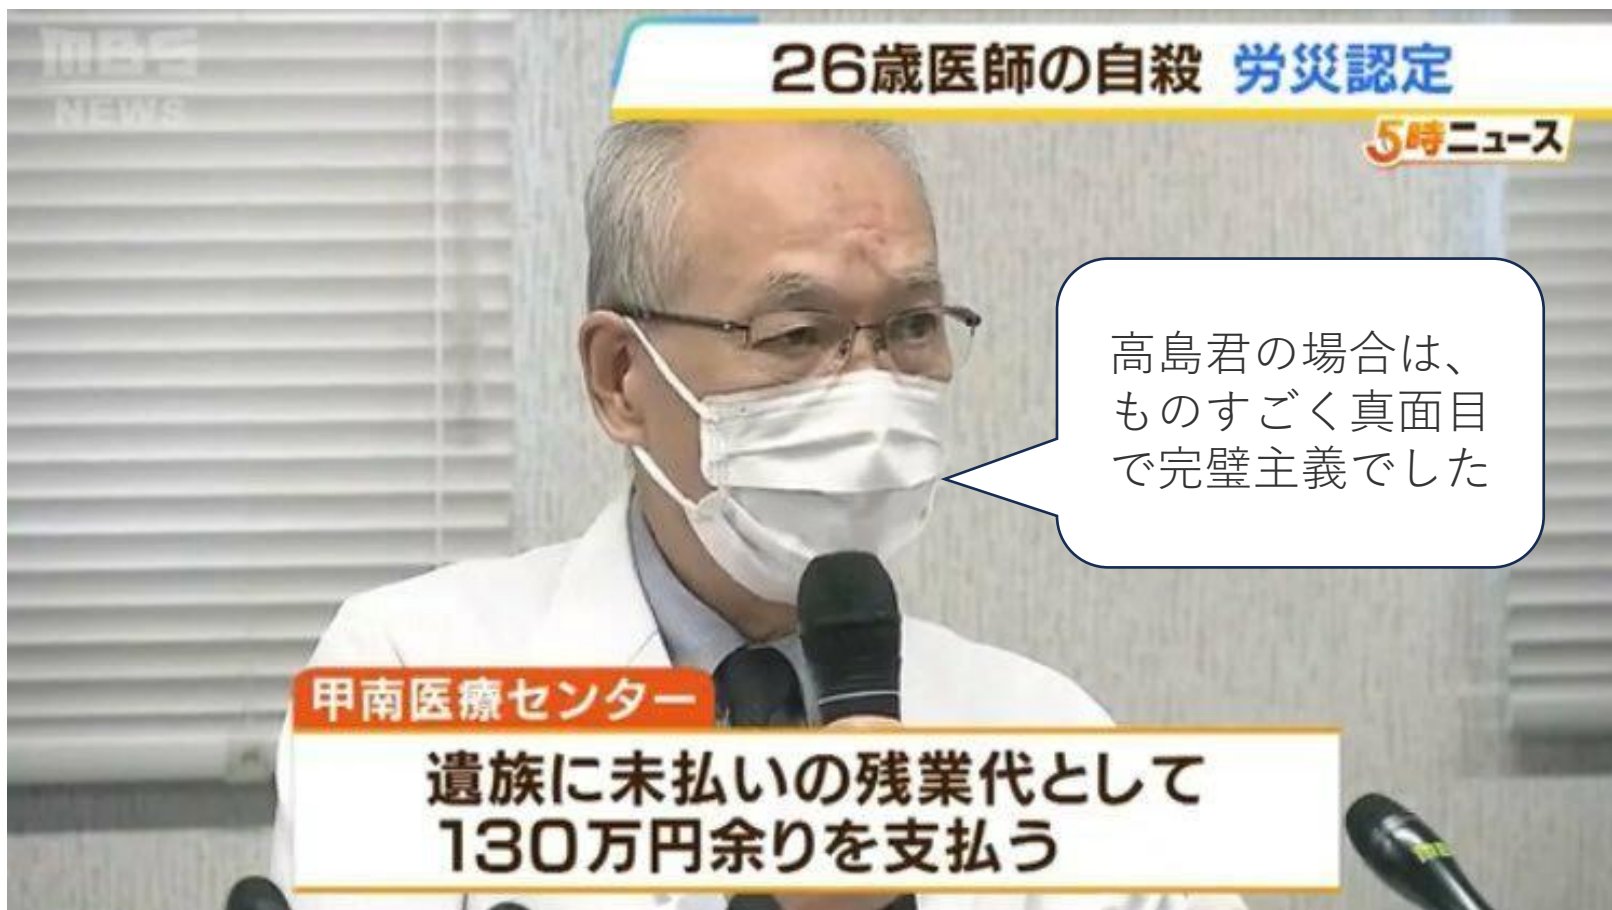 MBS
NEWS
26歳医師の自殺 労災認定
5時ニュース
高島君の場合は、
ものすごく真面目
で完璧主義でした
甲南医療センター
遺族に未払いの残業代として
130万円余りを支払う